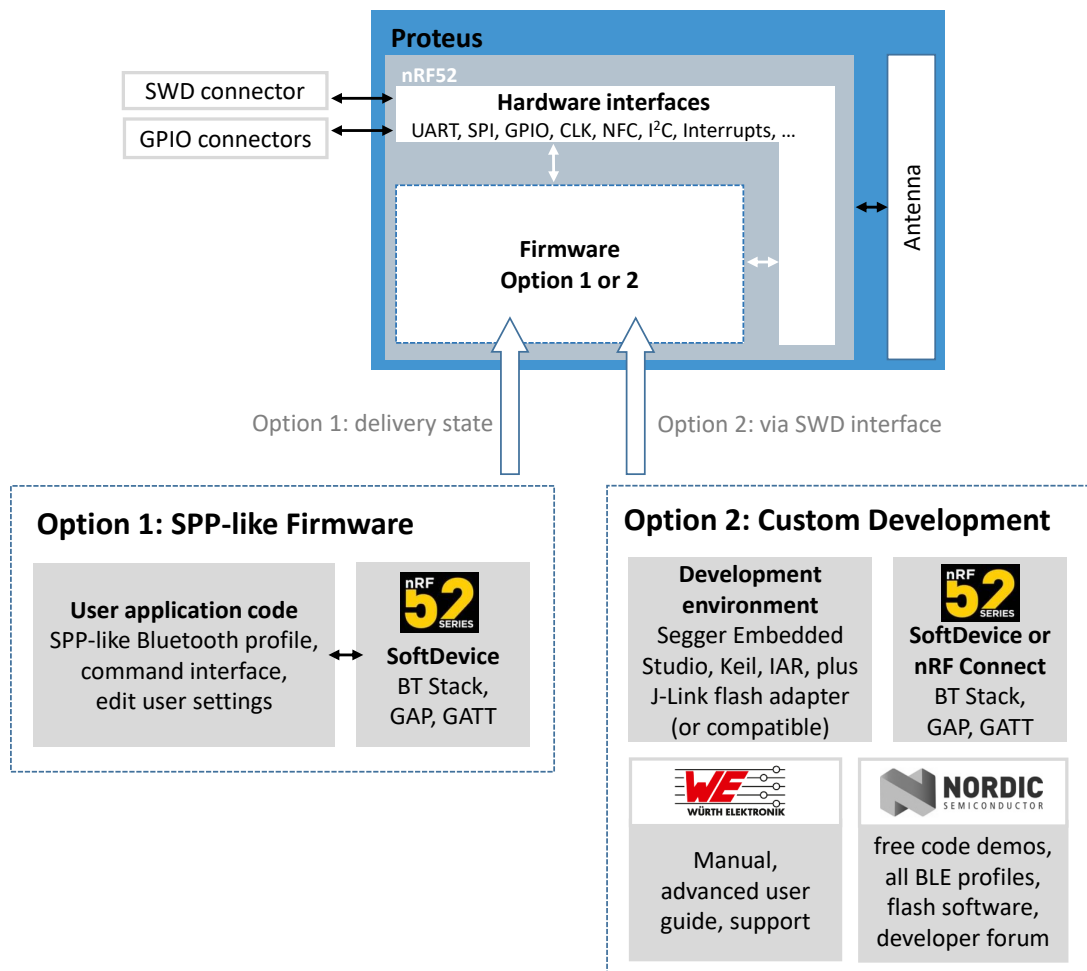 Proteus
nRF52
SWD connector
GPIO connectors
Hardware interfaces
UART, SPI, GPIO, CLK, NFC, I²C, Interrupts, ...
Antenna
Firmware
Option 1 or 2
Option 1: delivery state
Option 2: via SWD interface
Option 1: SPP-like Firmware
User application code
SPP-like Bluetooth profile,
command interface,
edit user settings
nRF
52
SERIES
SoftDevice
BT Stack,
GAP, GATT
Option 2: Custom Development
Development
environment
Segger Embedded
Studio, Keil, IAR, plus
J-Link flash adapter
(or compatible)
nRF
52
SERIES
SoftDevice or
nRF Connect
BT Stack,
GAP, GATT
WE
WÜRTH ELEKTRONIK
Manual,
advanced user
guide, support
NORDIC
SEMICONDUCTOR
free code demos,
all BLE profiles,
flash software,
developer forum